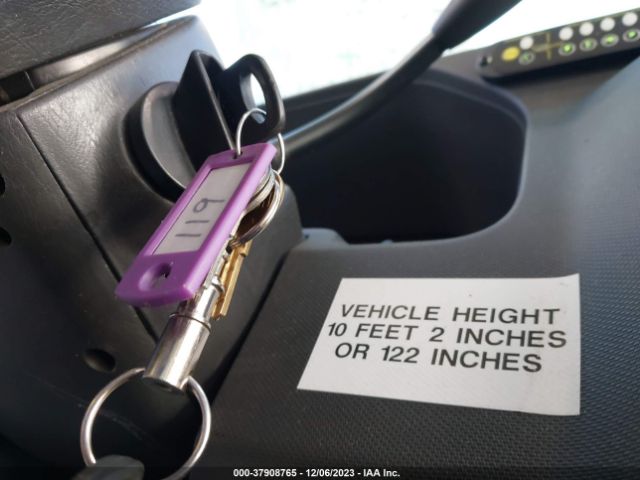 119
VEHICLE HEIGHT
10 FEET 2 INCHES
OR 122 INCHES
000-37908765 - 12/06/2023 - IAA Inc.